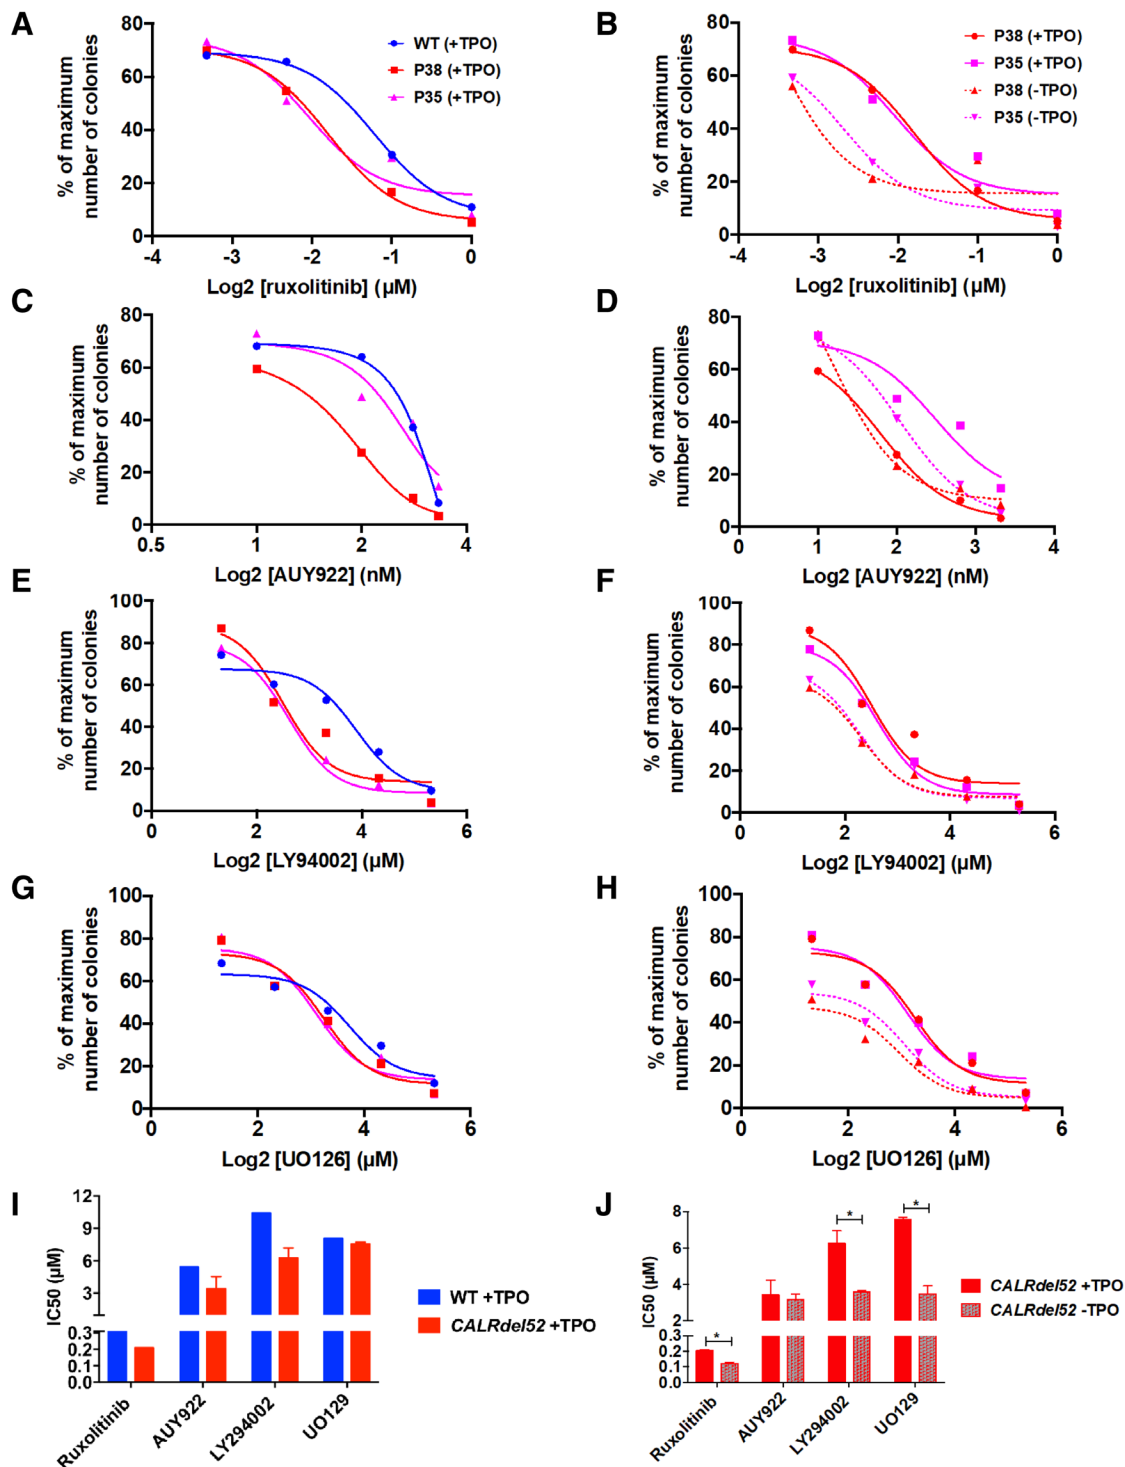 A
% of maximum
number of colonies
80
60
40
20
0
-4
-3
-2
-1
0
Log2 [ruxolitinib] (µM)
WT (+TPO)
P38 (+TPO)
P35 (+TPO)
B
% of maximum
number of colonies
80
60
40
20
0
-4
-3
-2
-1
0
Log2 [ruxolitinib] (µM)
P38 (+TPO)
P35 (+TPO)
P38 (-TPO)
P35 (-TPO)
C
% of maximum
number of colonies
80
60
40
20
0
0.5
1
2
4
Log2 [AUY922] (nM)
D
% of maximum
number of colonies
80
60
40
20
0
0
1
2
3
4
Log2 [AUY922] (nM)
E
% of maximum
number of colonies
100
80
60
40
20
0
0
2
4
6
Log2 [LY94002] (µM)
F
% of maximum
number of colonies
100
80
60
40
20
0
0
2
4
6
Log2 [LY94002] (µM)
G
% of maximum
number of colonies
100
80
60
40
20
0
0
2
4
6
Log2 [UO126] (µM)
H
% of maximum
number of colonies
100
80
60
40
20
0
0
2
4
6
Log2 [UO126] (µM)
I
IC50 (µM)
12
9
6
3
0.3
0.2
0.1
0.0
Ruxolitinib
AUY922
LY294002
UO129
WT +TPO
CALRdel52 +TPO
J
IC50 (µM)
8
6
4
2
0.3
0.2
0.1
0.0
*
*
*
Ruxolitinib
AUY922
LY294002
UO129
CALRdel52 +TPO
CALRdel52 -TPO